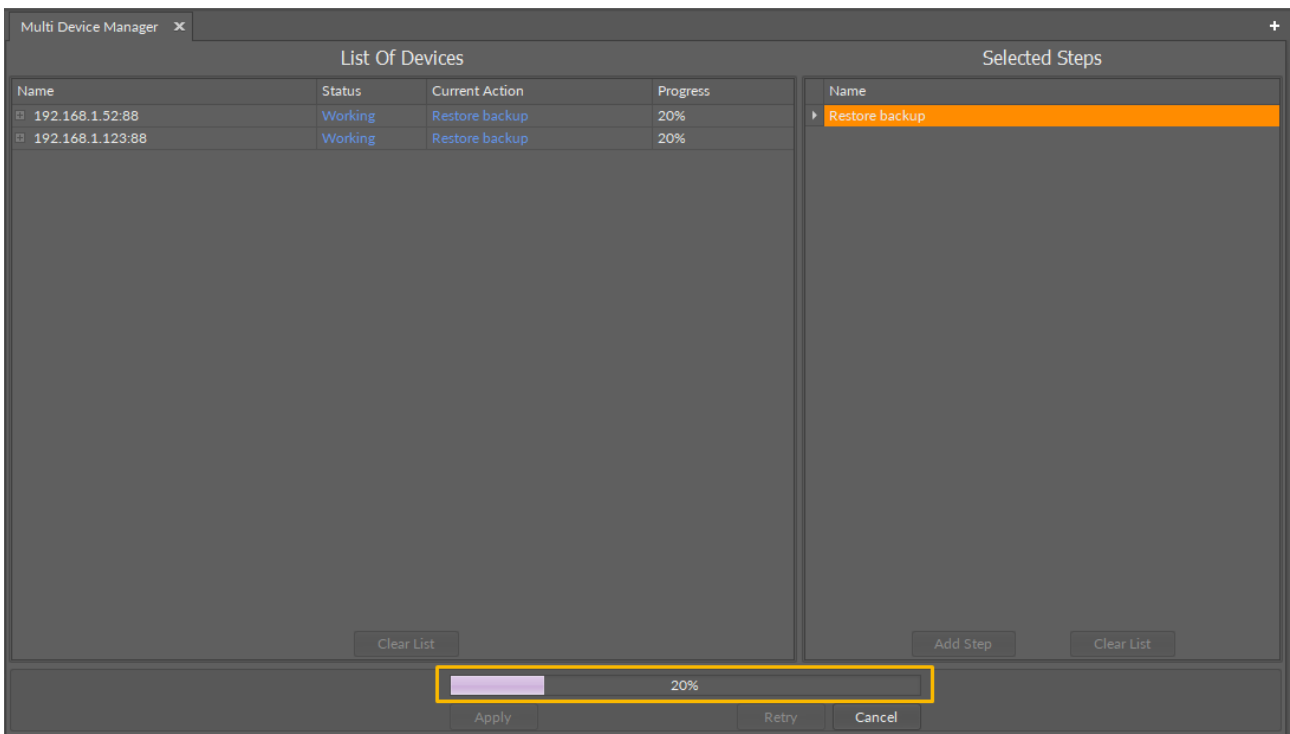 Multi Device Manager x +
List Of Devices
Name Status Current Action Progress
192.168.1.52:88 Working Restore backup 20%
192.168.1.123:88 Working Restore backup 20%
Clear List
Selected Steps
Name
Restore backup
Add Step Clear List
20%
Apply Retry Cancel